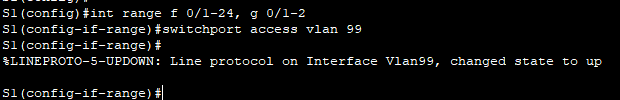 S1(config)#int range f 0/1-24, g 0/1-2
S1(config-if-range)#switchport access vlan 99
S1(config-if-range)#
%LINEPROTO-5-UPDOWN: Line protocol on Interface Vlan99, changed state to up
S1(config-if-range)#